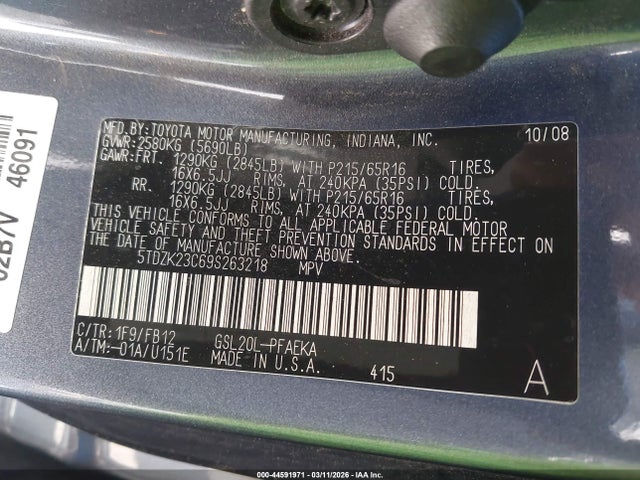 MFD.BY:TOYOTA MOTOR MANUFACTURING, INDIANA, INC. 10/08
GVWR:2580KG (5690LB)
GAWR:FRT. 1290KG (2845LB) WITH P215/65R16 TIRES,
16X6.5JJ RIMS, AT 240KPA (35PSI) COLD.
RR. 1290KG (2845LB) WITH P215/65R16 TIRES,
16X6.5JJ RIMS, AT 240KPA (35PSI) COLD.
THIS VEHICLE CONFORMS TO ALL APPLICABLE FEDERAL MOTOR
VEHICLE SAFETY AND THEFT PREVENTION STANDARDS IN EFFECT ON
THE DATE OF MANUFACTURE SHOWN ABOVE.
5TDZK23C69S263218 MPV
C/TR:1F9/FB12 GSL20L-PFAEKA
A/TM:-01A/U151E MADE IN U.S.A. 415
A
46091
000-44591971 - 03/11/2026 - IAA Inc.